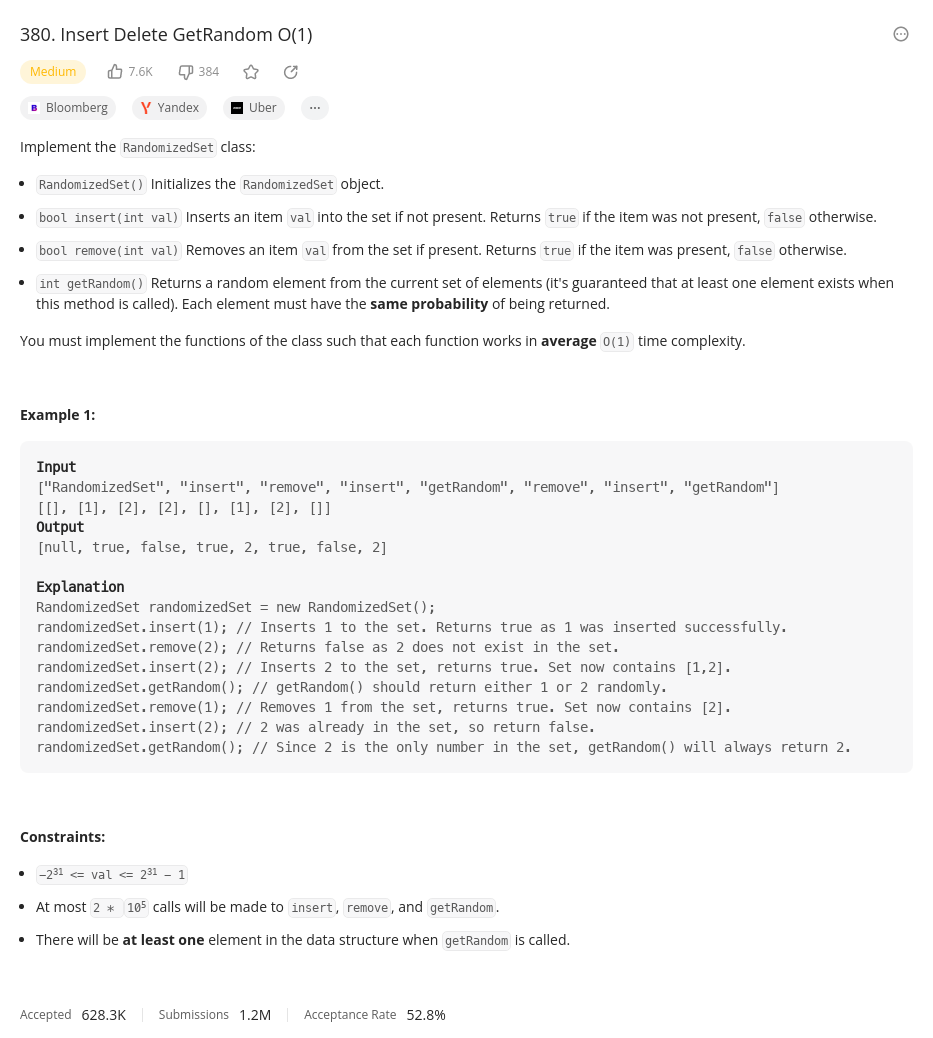 380. Insert Delete GetRandom O(1)
Medium 7.6K 384
Bloomberg Yandex Uber ...
Implement the RandomizedSet class:
• RandomizedSet() Initializes the RandomizedSet object.
• bool insert(int val) Inserts an item val into the set if not present. Returns true if the item was not present, false otherwise.
• bool remove(int val) Removes an item val from the set if present. Returns true if the item was present, false otherwise.
• int getRandom() Returns a random element from the current set of elements (it's guaranteed that at least one element exists when
this method is called). Each element must have the same probability of being returned.
You must implement the functions of the class such that each function works in average O(1) time complexity.
Example 1:
Input
["RandomizedSet", "insert", "remove", "insert", "getRandom", "remove", "insert", "getRandom"]
[[], [1], [2], [2], [], [1], [2], []]
Output
[null, true, false, true, 2, true, false, 2]
Explanation
RandomizedSet randomizedSet = new RandomizedSet();
randomizedSet.insert(1); // Inserts 1 to the set. Returns true as 1 was inserted successfully.
randomizedSet.remove(2); // Returns false as 2 does not exist in the set.
randomizedSet.insert(2); // Inserts 2 to the set, returns true. Set now contains [1,2].
randomizedSet.getRandom(); // getRandom() should return either 1 or 2 randomly.
randomizedSet.remove(1); // Removes 1 from the set, returns true. Set now contains [2].
randomizedSet.insert(2); // 2 was already in the set, so return false.
randomizedSet.getRandom(); // Since 2 is the only number in the set, getRandom() will always return 2.
Constraints:
• −2³¹ <= val <= 2³¹ − 1
• At most 2 * 10⁵ calls will be made to insert, remove, and getRandom.
• There will be at least one element in the data structure when getRandom is called.
Accepted 628.3K Submissions 1.2M Acceptance Rate 52.8%